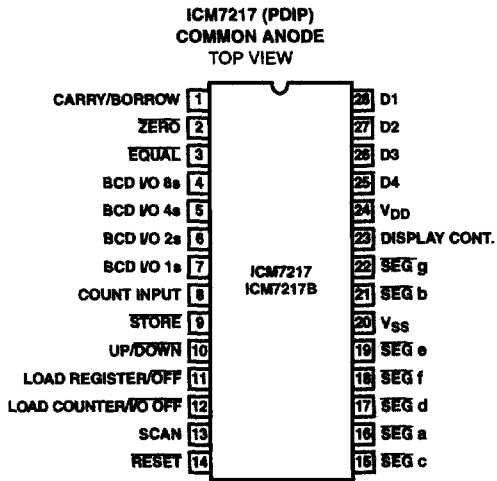 ICM7217 (PDIP)
COMMON ANODE
TOP VIEW
CARRY/BORROW 1
ZERO 2
EQUAL 3
BCD I/O 8s 4
BCD I/O 4s 5
BCD I/O 2s 6
BCD I/O 1s 7
COUNT INPUT 8
STORE 9
UP/DOWN 10
LOAD REGISTER/OFF 11
LOAD COUNTER/I/O OFF 12
SCAN 13
RESET 14
ICM7217
ICM7217B
28 D1
27 D2
26 D3
25 D4
24 VDD
23 DISPLAY CONT.
22 SEG g
21 SEG b
20 VSS
19 SEG e
18 SEG f
17 SEG d
16 SEG a
15 SEG c